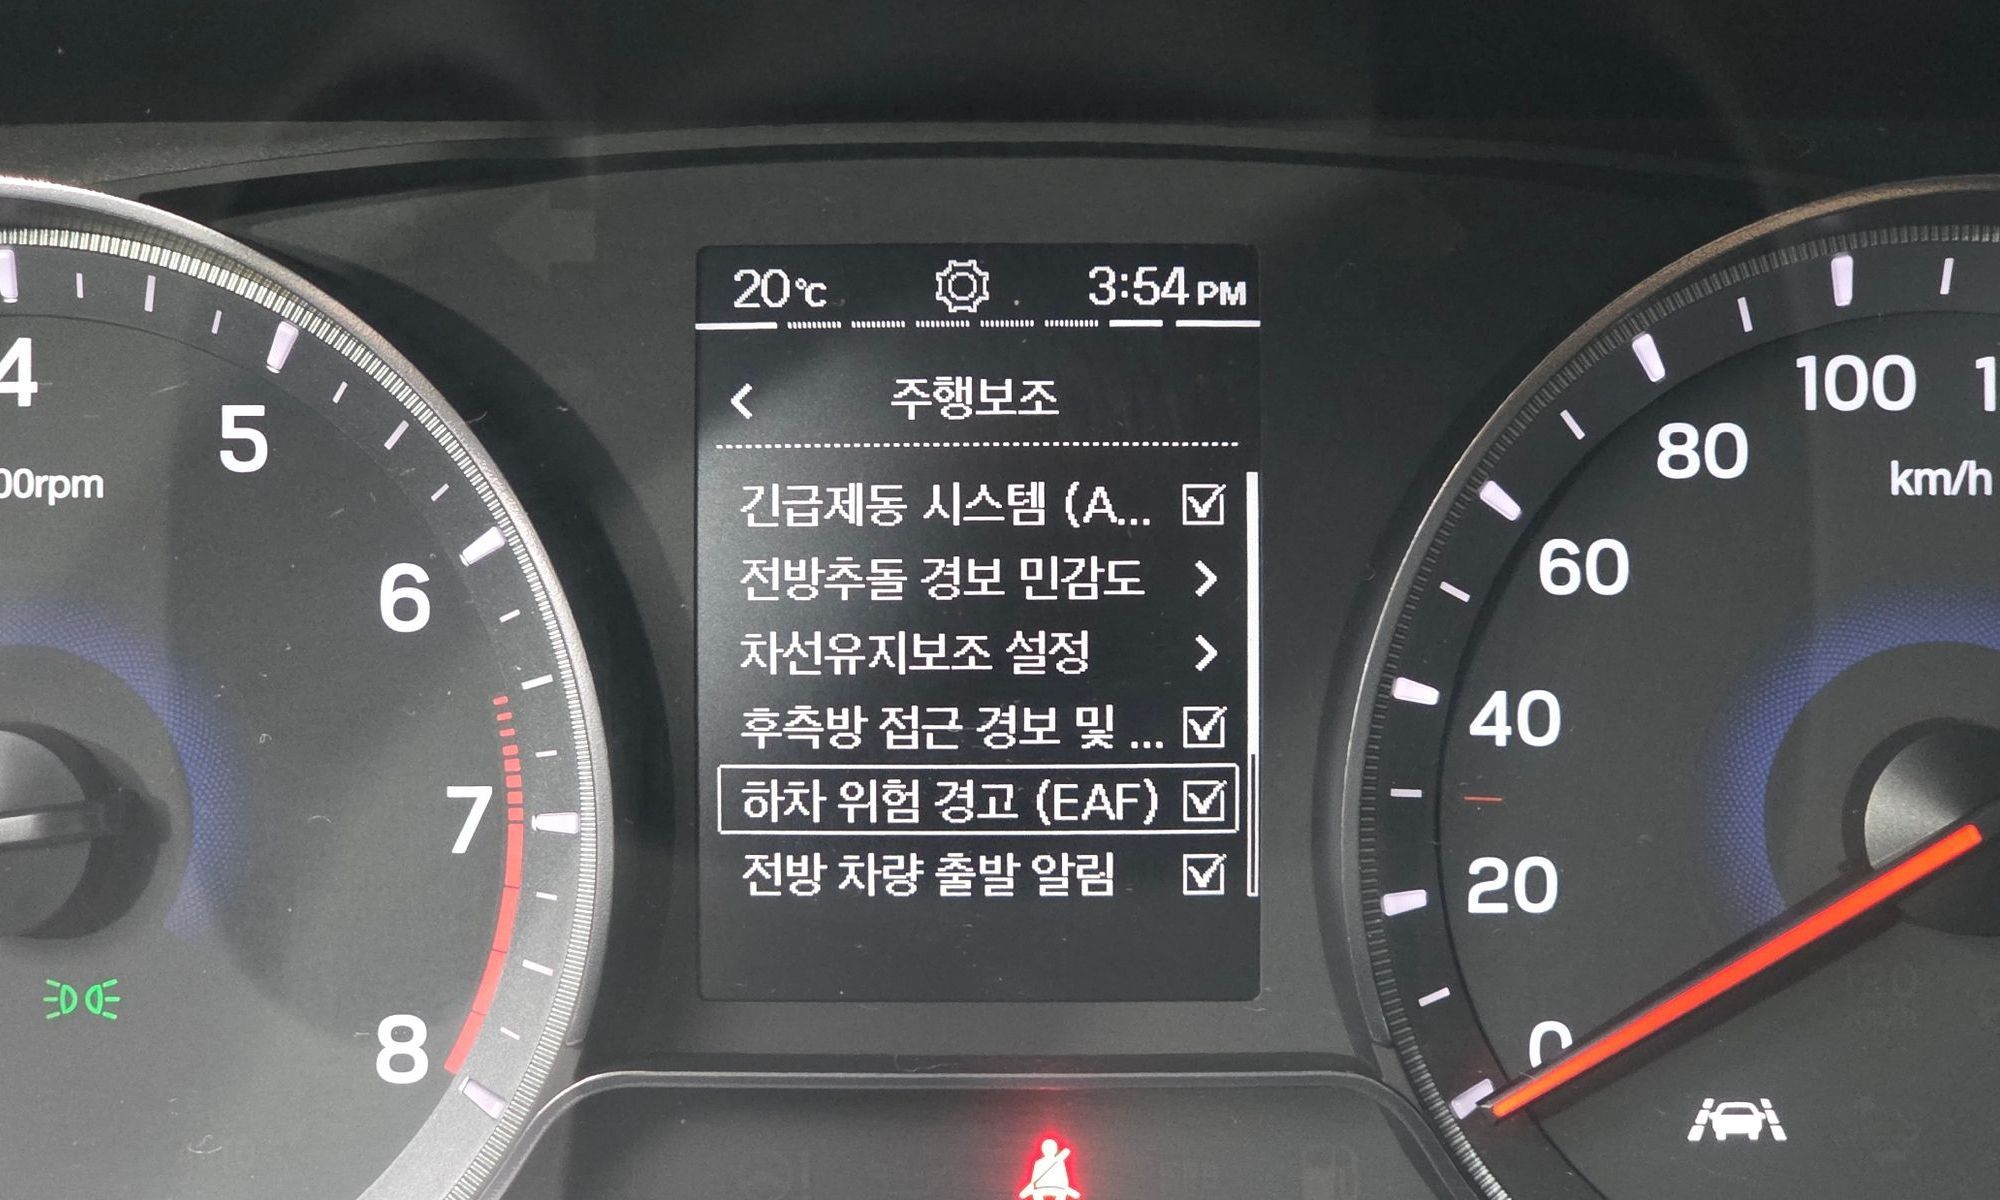 20℃
3:54 PM
주행보조
긴급제동 시스템 (A...
전방추돌 경보 민감도
차선유지보조 설정
후측방 접근 경보 및 ...
하차 위험 경고 (EAF)
전방 차량 출발 알림
4
5
00rpm
6
7
8
100
1
80
km/h
60
40
20
0